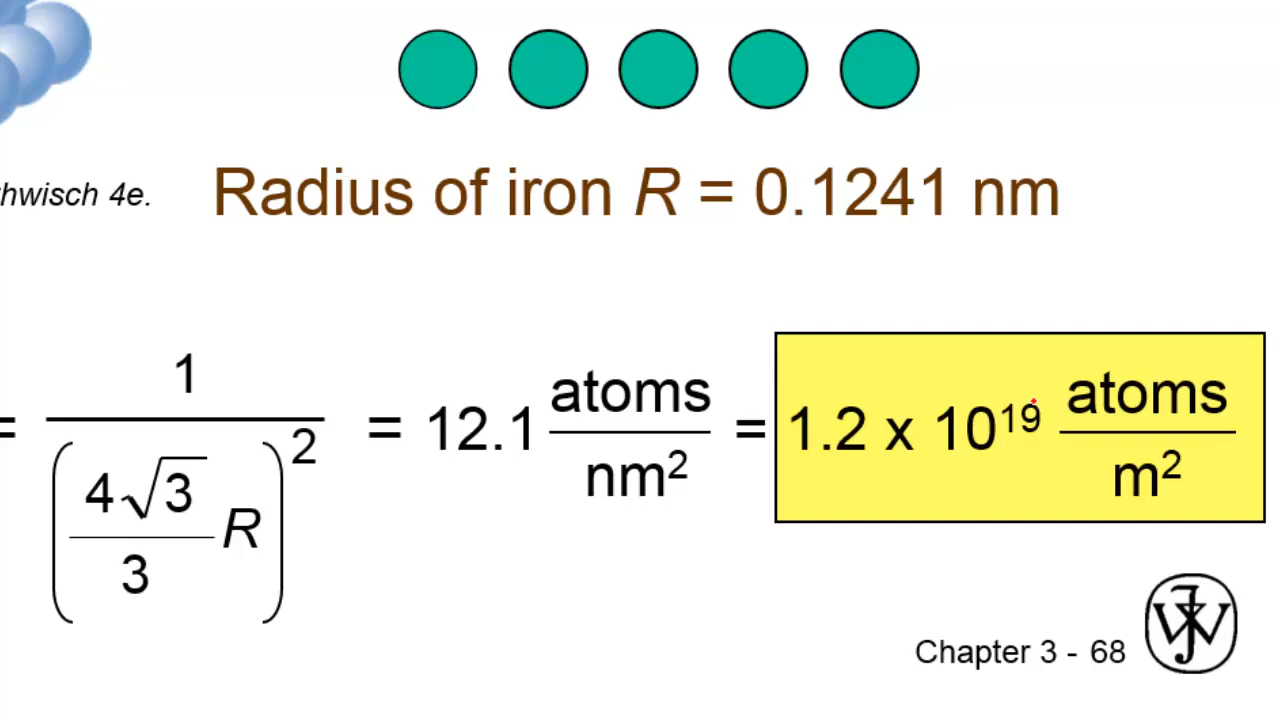 hwisch 4e.
Radius of iron R = 0.1241 nm
= 1 / (4√3/3 R)² = 12.1 atoms/nm² = 1.2 x 10¹⁹ atoms/m²
Chapter 3 - 68